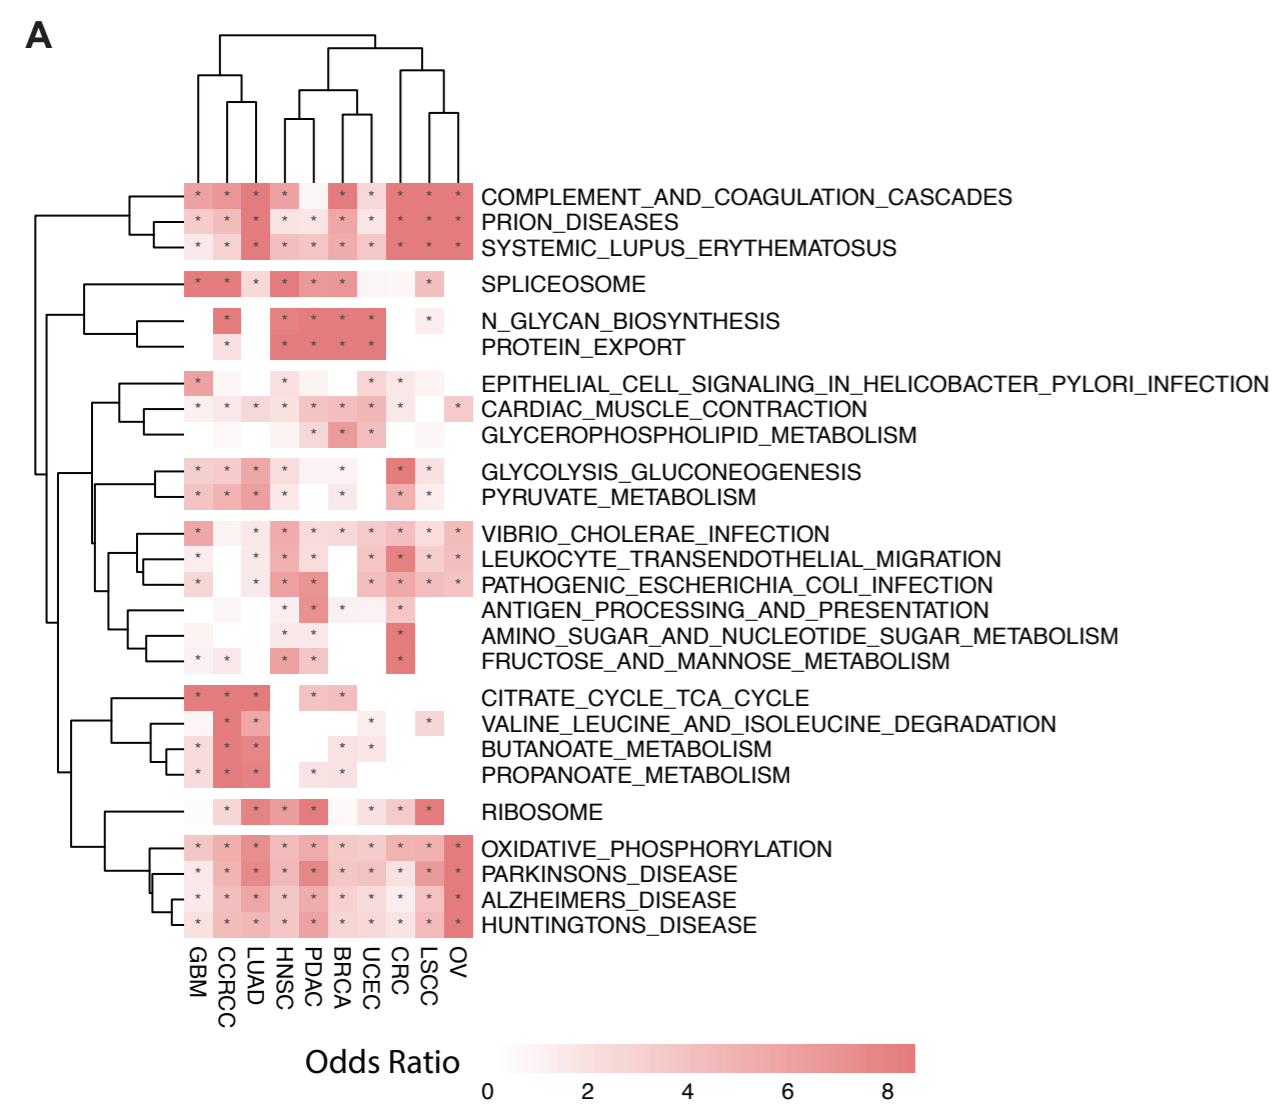 A
COMPLEMENT_AND_COAGULATION_CASCADES
PRION_DISEASES
SYSTEMIC_LUPUS_ERYTHEMATOSUS
SPLICEOSOME
N_GLYCAN_BIOSYNTHESIS
PROTEIN_EXPORT
EPITHELIAL_CELL_SIGNALING_IN_HELICOBACTER_PYLORI_INFECTION
CARDIAC_MUSCLE_CONTRACTION
GLYCEROPHOSPHOLIPID_METABOLISM
GLYCOLYSIS_GLUCONEOGENESIS
PYRUVATE_METABOLISM
VIBRIO_CHOLERAE_INFECTION
LEUKOCYTE_TRANSENDOTHELIAL_MIGRATION
PATHOGENIC_ESCHERICHIA_COLI_INFECTION
ANTIGEN_PROCESSING_AND_PRESENTATION
AMINO_SUGAR_AND_NUCLEOTIDE_SUGAR_METABOLISM
FRUCTOSE_AND_MANNOSE_METABOLISM
CITRATE_CYCLE_TCA_CYCLE
VALINE_LEUCINE_AND_ISOLEUCINE_DEGRADATION
BUTANOATE_METABOLISM
PROPANOATE_METABOLISM
RIBOSOME
OXIDATIVE_PHOSPHORYLATION
PARKINSONS_DISEASE
ALZHEIMERS_DISEASE
HUNTINGTONS_DISEASE
GBM
CCRCC
LUAD
HNSC
PDAC
BRCA
UCEC
CRC
LSCC
OV
Odds Ratio
0 2 4 6 8